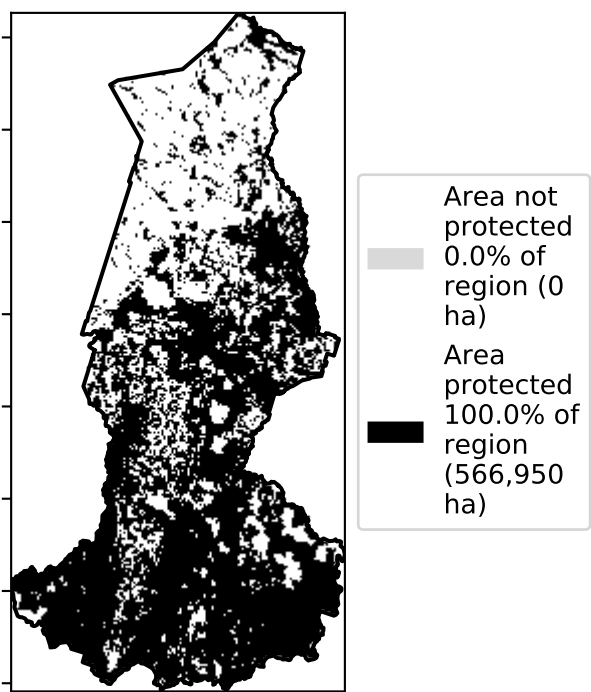 Area not
protected
0.0% of
region (0
ha)
Area
protected
100.0% of
region
(566,950
ha)